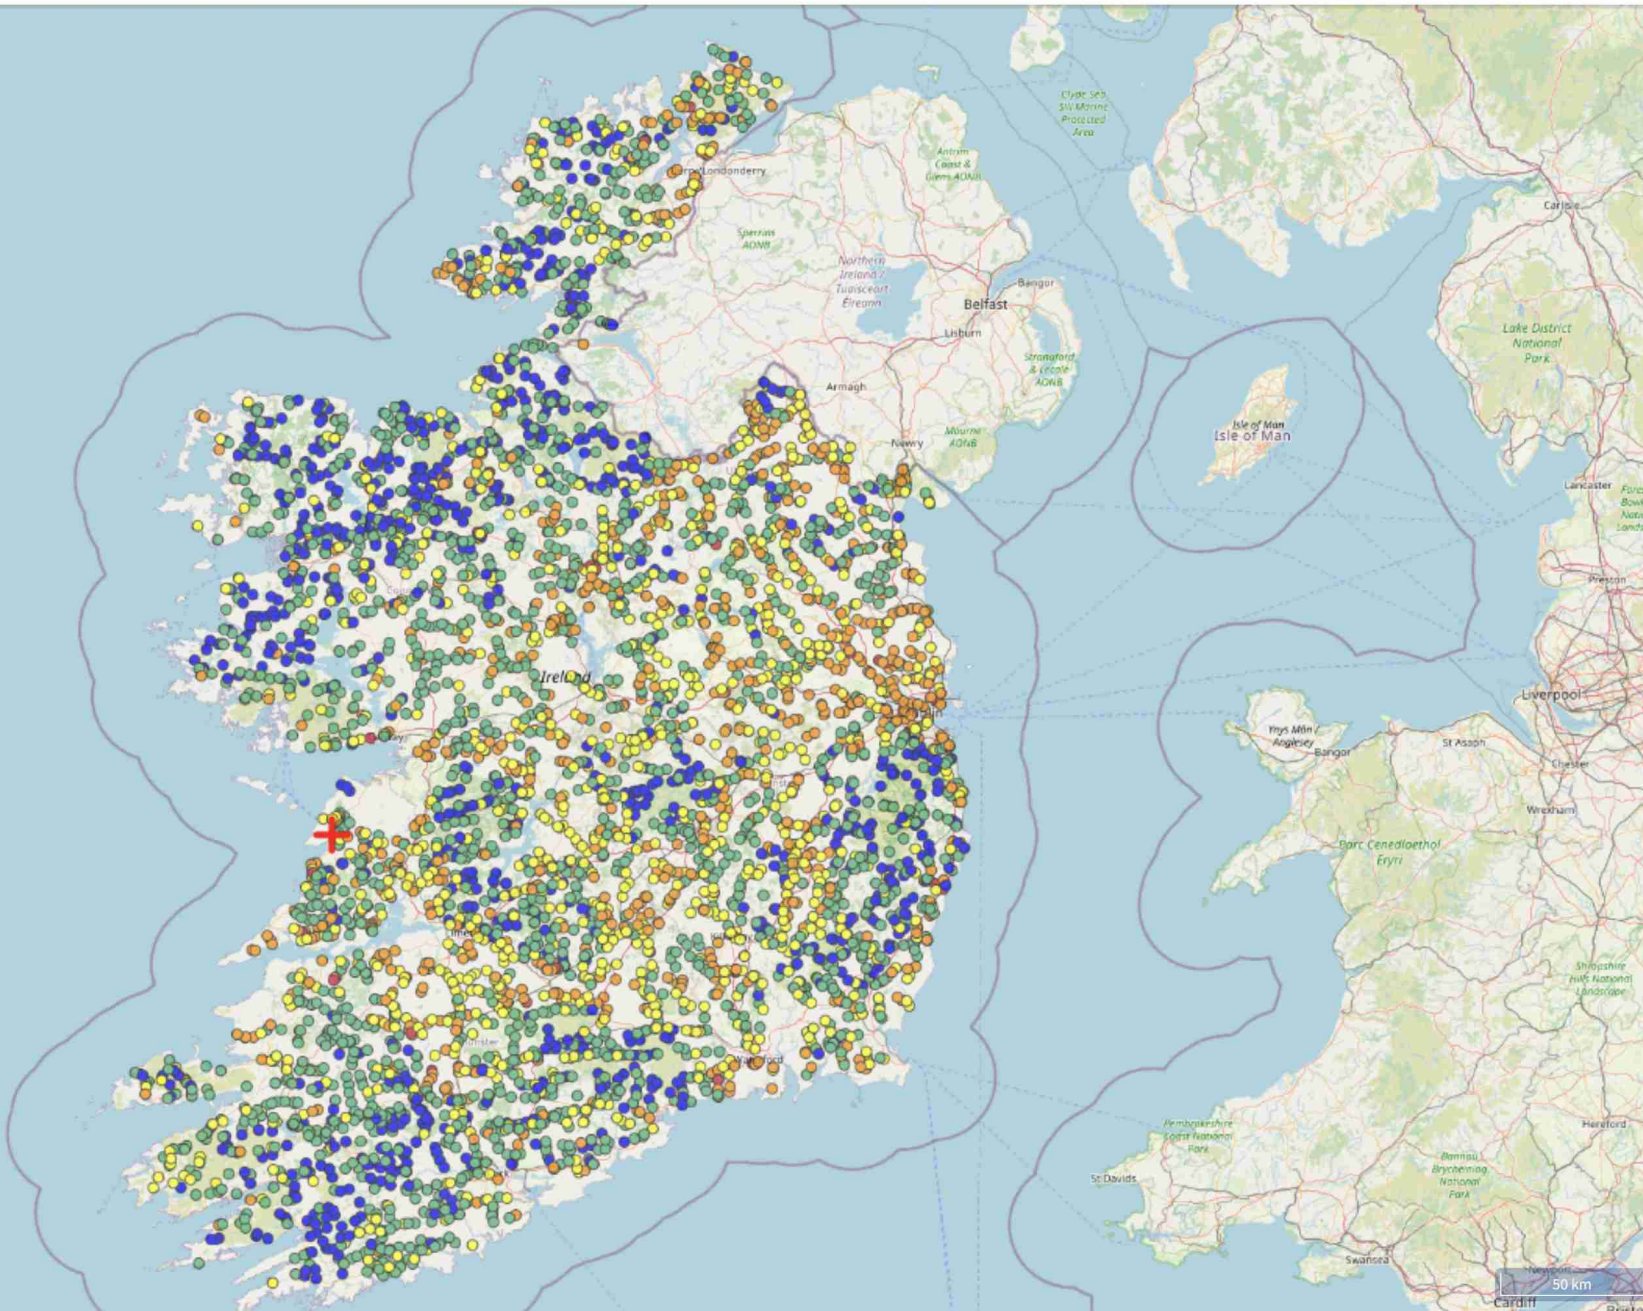 Clyde Sea
Sill Marine
Protected
Area
Antrim
Coast &
Glens AONB
Londonderry
Carlisle
Sperrin
AONB
Northern
Ireland /
Tuaisceart
Éireann
Bangor
Belfast
Lisburn
Lake District
National
Park
Strangford
& Lecale
AONB
Armagh
Isle of Man
Isle of Man
Newry
Mourne
AONB
Lancaster
Preston
Ireland
Liverpool
Ynys Môn /
Anglesey
Bangor
St Asaph
Chester
Wrexham
Parc Cenedlaethol
Eryri
Shropshire
Hills National
Landscape
Pembrokeshire
Coast National
Park
Hereford
Bannau
Brycheiniog
National
Park
St Davids
Swansea
50 km
Cardiff